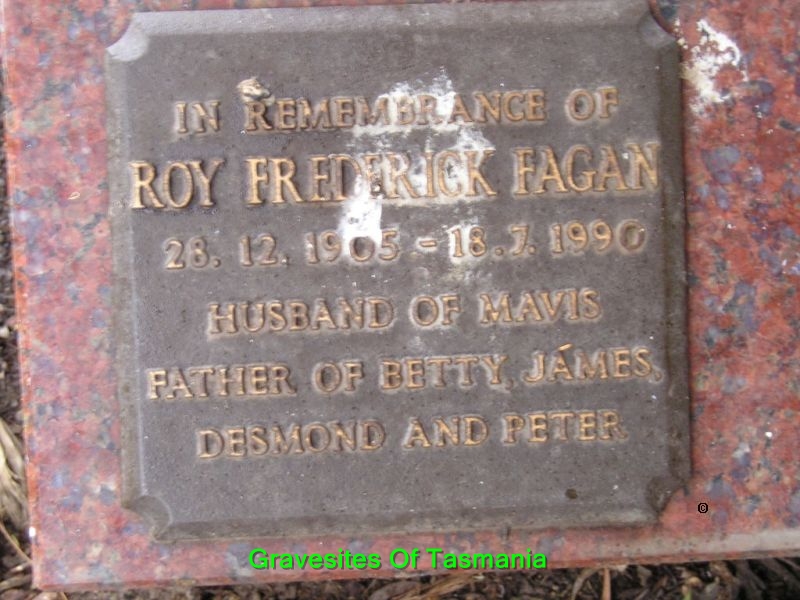 IN REMEMBRANCE OF
ROY FREDERICK FAGAN
28. 12. 1905 - 18. 7. 1990
HUSBAND OF MAVIS
FATHER OF BETTY, JAMES,
DESMOND AND PETER
©
Gravesites Of Tasmania